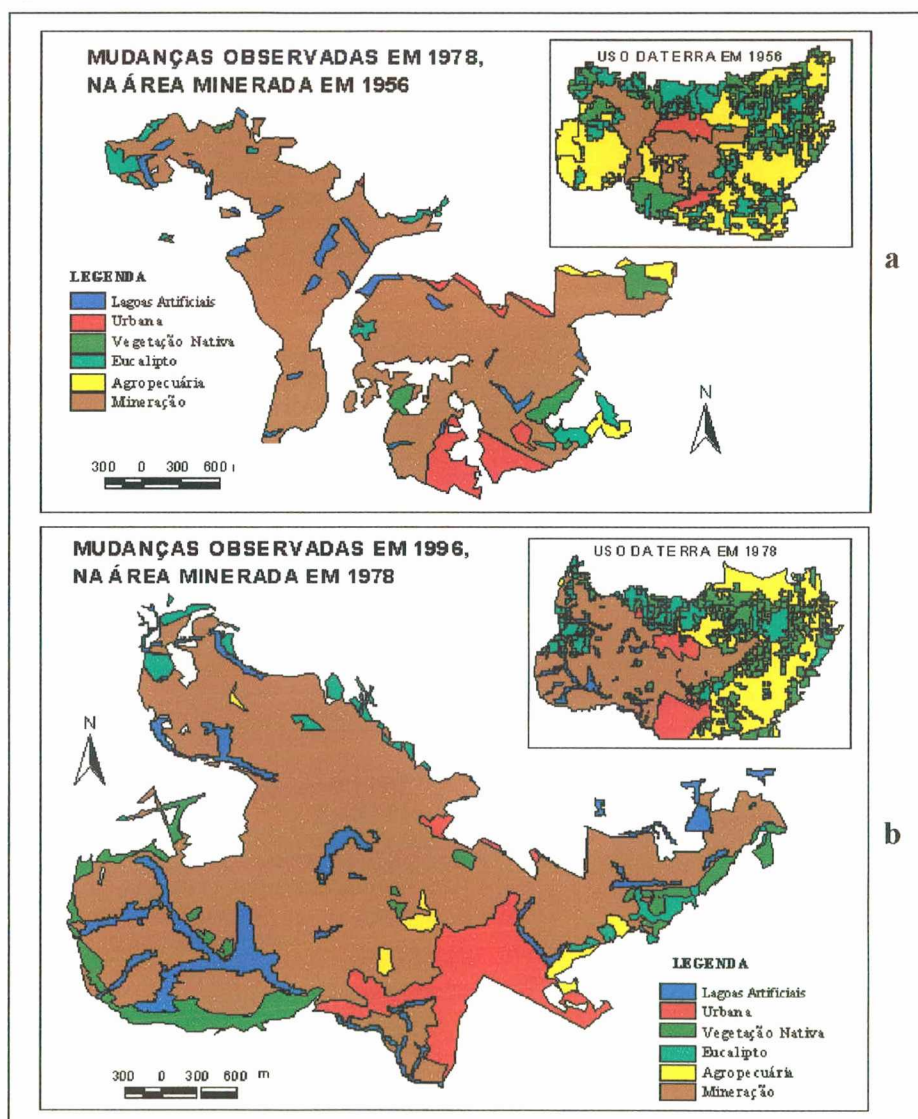 MUDANÇAS OBSERVADAS EM 1978,
NA ÁREA MINERADA EM 1956
USO DA TERRA EM 1956
LEGENDA
Lagoas Artificiais
Urbana
Vegetação Nativa
Eucalipto
Agropecuária
Mineração
N
300 0 300 600
a
MUDANÇAS OBSERVADAS EM 1996,
NA ÁREA MINERADA EM 1978
USO DA TERRA EM 1978
N
b
LEGENDA
Lagoas Artificiais
Urbana
Vegetação Nativa
Eucalipto
Agropecuária
Mineração
300 0 300 600 m